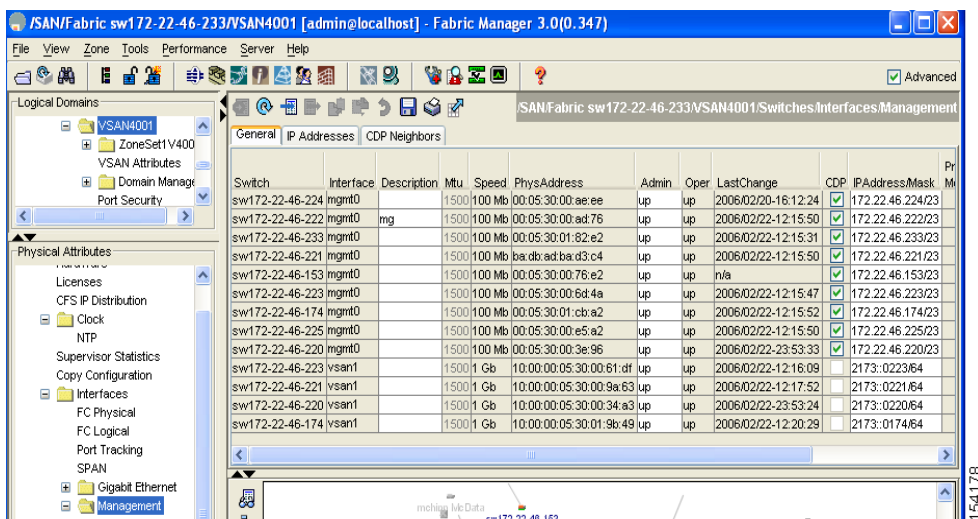 /SAN/Fabric sw172-22-46-233/VSAN4001 [admin@localhost] - Fabric Manager 3.0(0.347)
File View Zone Tools Performance Server Help
Advanced
Logical Domains
VSAN4001
ZoneSet1V400
VSAN Attributes
Domain Manage
Port Security
/SAN/Fabric sw172-22-46-233/VSAN4001/Switches/Interfaces/Management
General IP Addresses CDP Neighbors
Switch Interface Description Mtu Speed PhysAddress Admin Oper LastChange CDP IPAddress/Mask
sw172-22-46-224 mgmt0 1500 100 Mb 00:05:30:00:ae:ee up up 2006/02/20-16:12:24 172.22.46.224/23
sw172-22-46-222 mgmt0 mg 1500 100 Mb 00:05:30:00:ad:76 up up 2006/02/22-12:15:50 172.22.46.222/23
sw172-22-46-233 mgmt0 1500 100 Mb 00:05:30:01:82:e2 up up 2006/02/22-12:15:31 172.22.46.233/23
sw172-22-46-221 mgmt0 1500 100 Mb ba:db:ad:ba:d3:c4 up up 2006/02/22-12:15:50 172.22.46.221/23
sw172-22-46-153 mgmt0 1500 100 Mb 00:05:30:00:76:e2 up up n/a 172.22.46.153/23
sw172-22-46-223 mgmt0 1500 100 Mb 00:05:30:00:6d:4a up up 2006/02/22-12:15:47 172.22.46.223/23
sw172-22-46-174 mgmt0 1500 100 Mb 00:05:30:01:cb:a2 up up 2006/02/22-12:15:52 172.22.46.174/23
sw172-22-46-225 mgmt0 1500 100 Mb 00:05:30:00:e5:a2 up up 2006/02/22-12:15:50 172.22.46.225/23
sw172-22-46-220 mgmt0 1500 100 Mb 00:05:30:00:3e:96 up up 2006/02/22-23:53:33 172.22.46.220/23
sw172-22-46-223 vsan1 1500 1 Gb 10:00:00:05:30:00:61:df up up 2006/02/22-12:16:09 2173::0223/64
sw172-22-46-221 vsan1 1500 1 Gb 10:00:00:05:30:00:9a:63 up up 2006/02/22-12:17:52 2173::0221/64
sw172-22-46-220 vsan1 1500 1 Gb 10:00:00:05:30:00:34:a3 up up 2006/02/22-23:53:24 2173::0220/64
sw172-22-46-174 vsan1 1500 1 Gb 10:00:00:05:30:01:9b:49 up up 2006/02/22-12:20:29 2173::0174/64
Physical Attributes
Licenses
CFS IP Distribution
Clock
NTP
Supervisor Statistics
Copy Configuration
Interfaces
FC Physical
FC Logical
Port Tracking
SPAN
Gigabit Ethernet
Management
154178